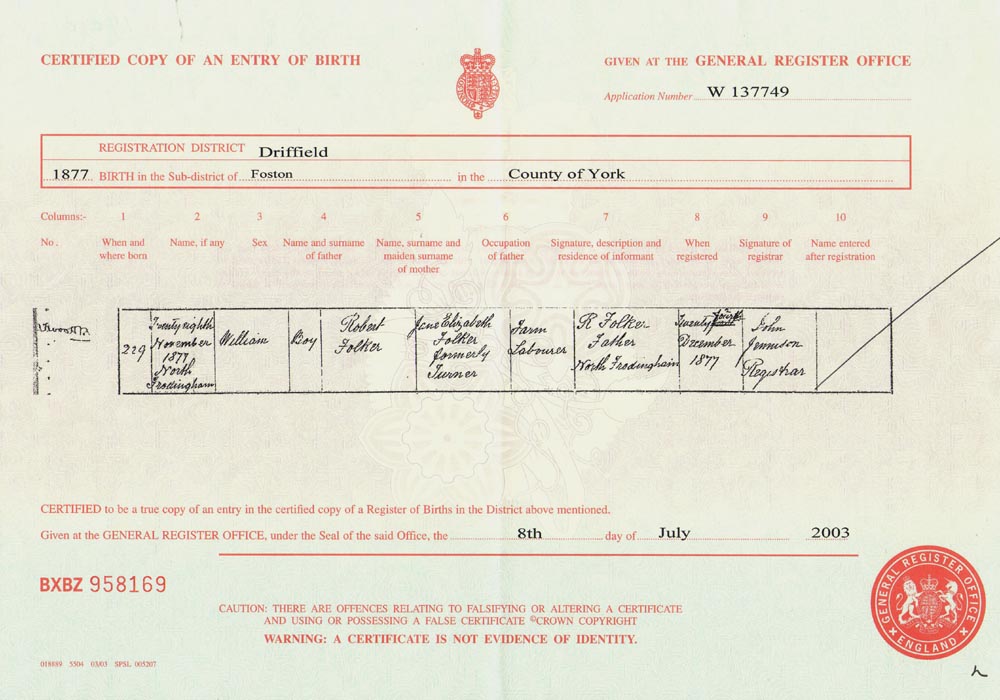 CERTIFIED COPY OF AN ENTRY OF BIRTH
GIVEN AT THE GENERAL REGISTER OFFICE
Application Number W 137749
REGISTRATION DISTRICT Driffield
1877 BIRTH in the Sub-district of Foston in the County of York
Columns:- 1 2 3 4 5 6 7 8 9 10
No. When and where born Name, if any Sex Name and surname of father Name, surname and maiden surname of mother Occupation of father Signature, description and residence of informant When registered Signature of registrar Name entered after registration
229
Twenty eighth
November
1877
North
Frodingham
William
Boy
Robert
Folker
Jane Elizabeth
Folker
formerly
Turner
Farm
Labourer
R Folker
Father
North Frodingham
Twenty fourth
December
1877
John
Jennison
Registrar
CERTIFIED to be a true copy of an entry in the certified copy of a Register of Births in the District above mentioned.
Given at the GENERAL REGISTER OFFICE, under the Seal of the said Office, the 8th day of July 2003
BXBZ 958169
CAUTION: THERE ARE OFFENCES RELATING TO FALSIFYING OR ALTERING A CERTIFICATE
AND USING OR POSSESSING A FALSE CERTIFICATE ©CROWN COPYRIGHT
WARNING: A CERTIFICATE IS NOT EVIDENCE OF IDENTITY.
018889 5504 03/03 SPSL 005207
GENERAL REGISTER OFFICE
ENGLAND